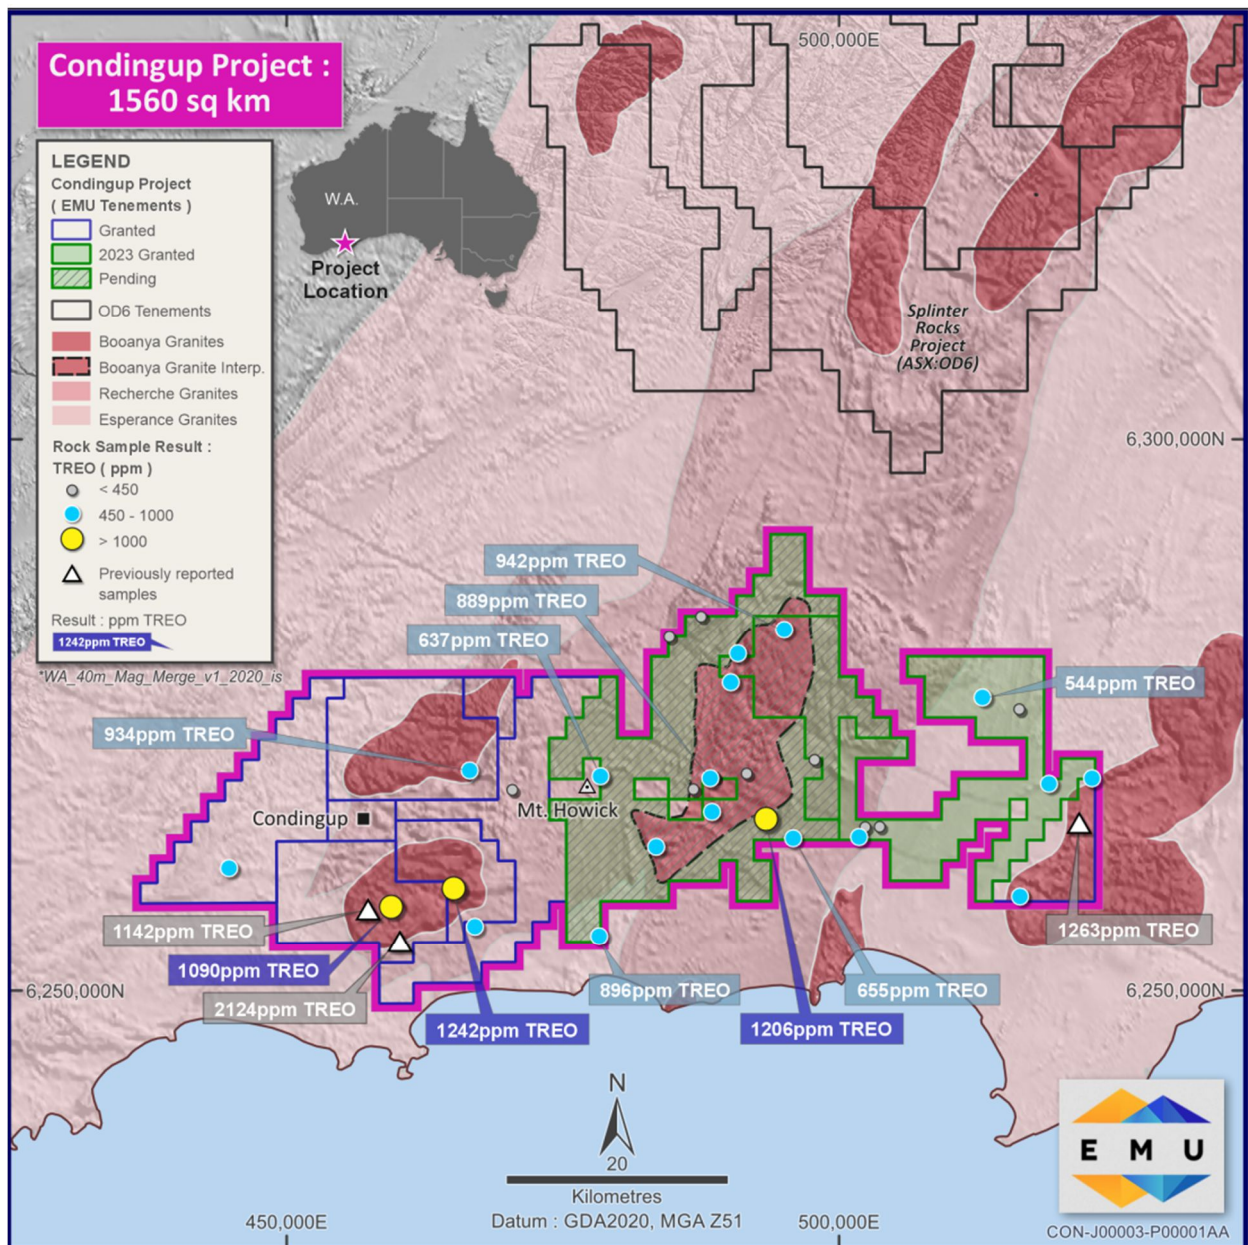 Condingup Project :
1560 sq km
500,000E
LEGEND
Condingup Project
( EMU Tenements )
Granted
2023 Granted
Pending
OD6 Tenements
Booanya Granites
Booanya Granite Interp.
Recherche Granites
Esperance Granites
Rock Sample Result :
TREO ( ppm )
< 450
450 - 1000
> 1000
Previously reported
samples
Result : ppm TREO
1242ppm TREO
*WA_40m_Mag_Merge_v1_2020_is
W.A.
Project
Location
Splinter
Rocks
Project
(ASX:OD6)
6,300,000N
942ppm TREO
889ppm TREO
637ppm TREO
544ppm TREO
934ppm TREO
Mt. Howick
Condingup
1142ppm TREO
1263ppm TREO
1090ppm TREO
6,250,000N
896ppm TREO
655ppm TREO
6,250,000N
2124ppm TREO
1242ppm TREO
1206ppm TREO
N
20
Kilometres
Datum : GDA2020, MGA Z51
450,000E
500,000E
EMU
CON-J00003-P00001AA